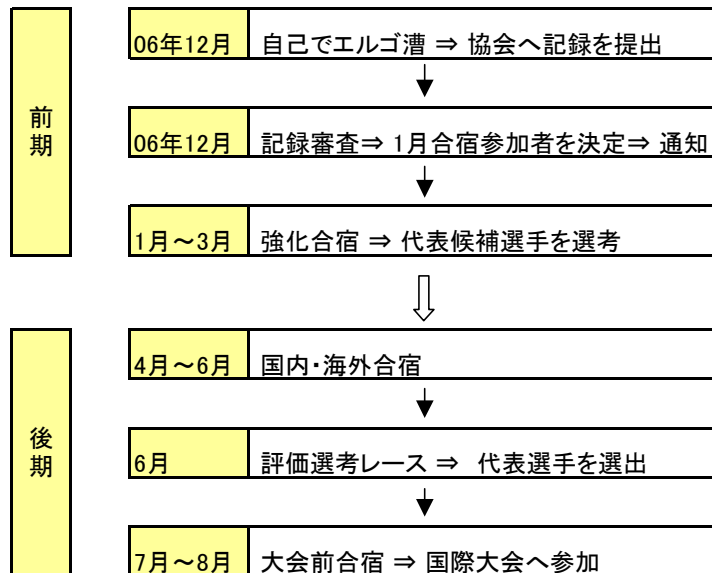 前期
06年12月 自己でエルゴ漕 ⇒ 協会へ記録を提出
06年12月 記録審査⇒ 1月合宿参加者を決定⇒ 通知
1月～3月 強化合宿 ⇒ 代表候補選手を選考
後期
4月～6月 国内・海外合宿
6月 評価選考レース ⇒ 代表選手を選出
7月～8月 大会前合宿 ⇒ 国際大会へ参加